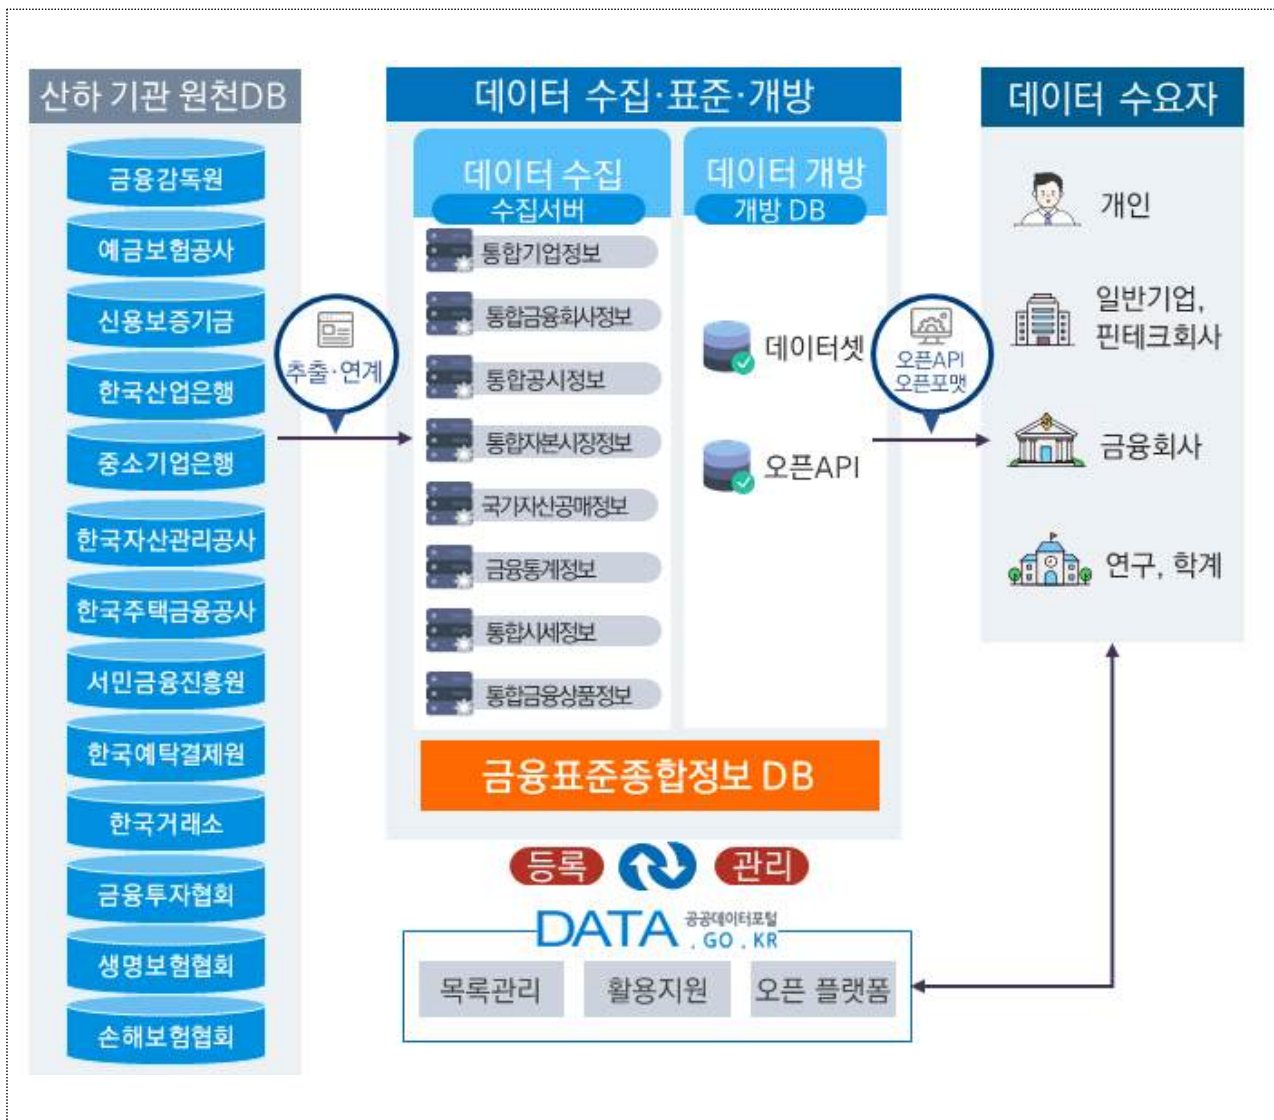 산하 기관 원천DB
금융감독원
예금보험공사
신용보증기금
한국산업은행
중소기업은행
한국자산관리공사
한국주택금융공사
서민금융진흥원
한국예탁결제원
한국거래소
금융투자협회
생명보험협회
손해보험협회
추출·연계
데이터 수집·표준·개방
데이터 수집
수집서버
통합기업정보
통합금융회사정보
통합공시정보
통합자본시장정보
국가자산공매정보
금융통계정보
통합시세정보
통합금융상품정보
데이터 개방
개방 DB
데이터셋
오픈API
금융표준종합정보 DB
오픈API
오픈포맷
데이터 수요자
개인
일반기업,
핀테크회사
금융회사
연구, 학계
등록
관리
DATA 공공데이터포털
.GO.KR
목록관리
활용지원
오픈 플랫폼